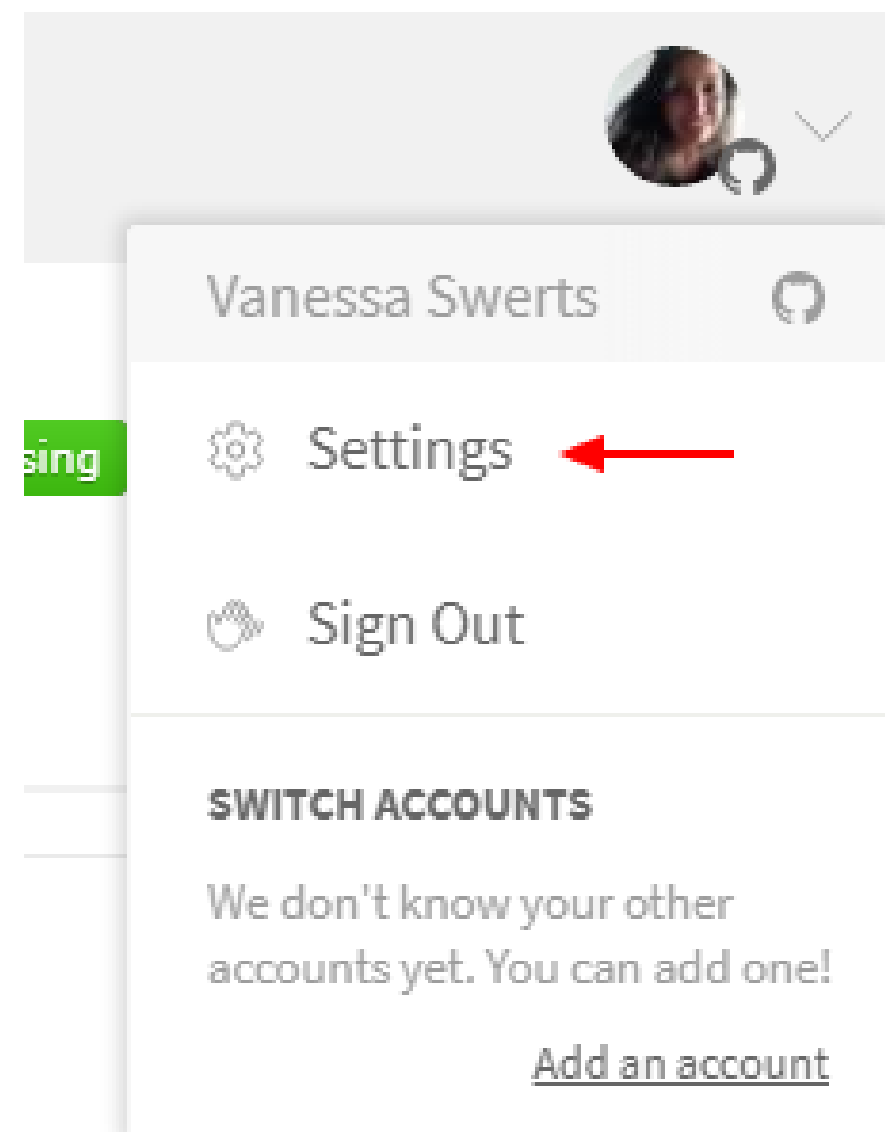 Vanessa Swerts
sing
Settings
Sign Out
SWITCH ACCOUNTS
We don't know your other
accounts yet. You can add one!
Add an account